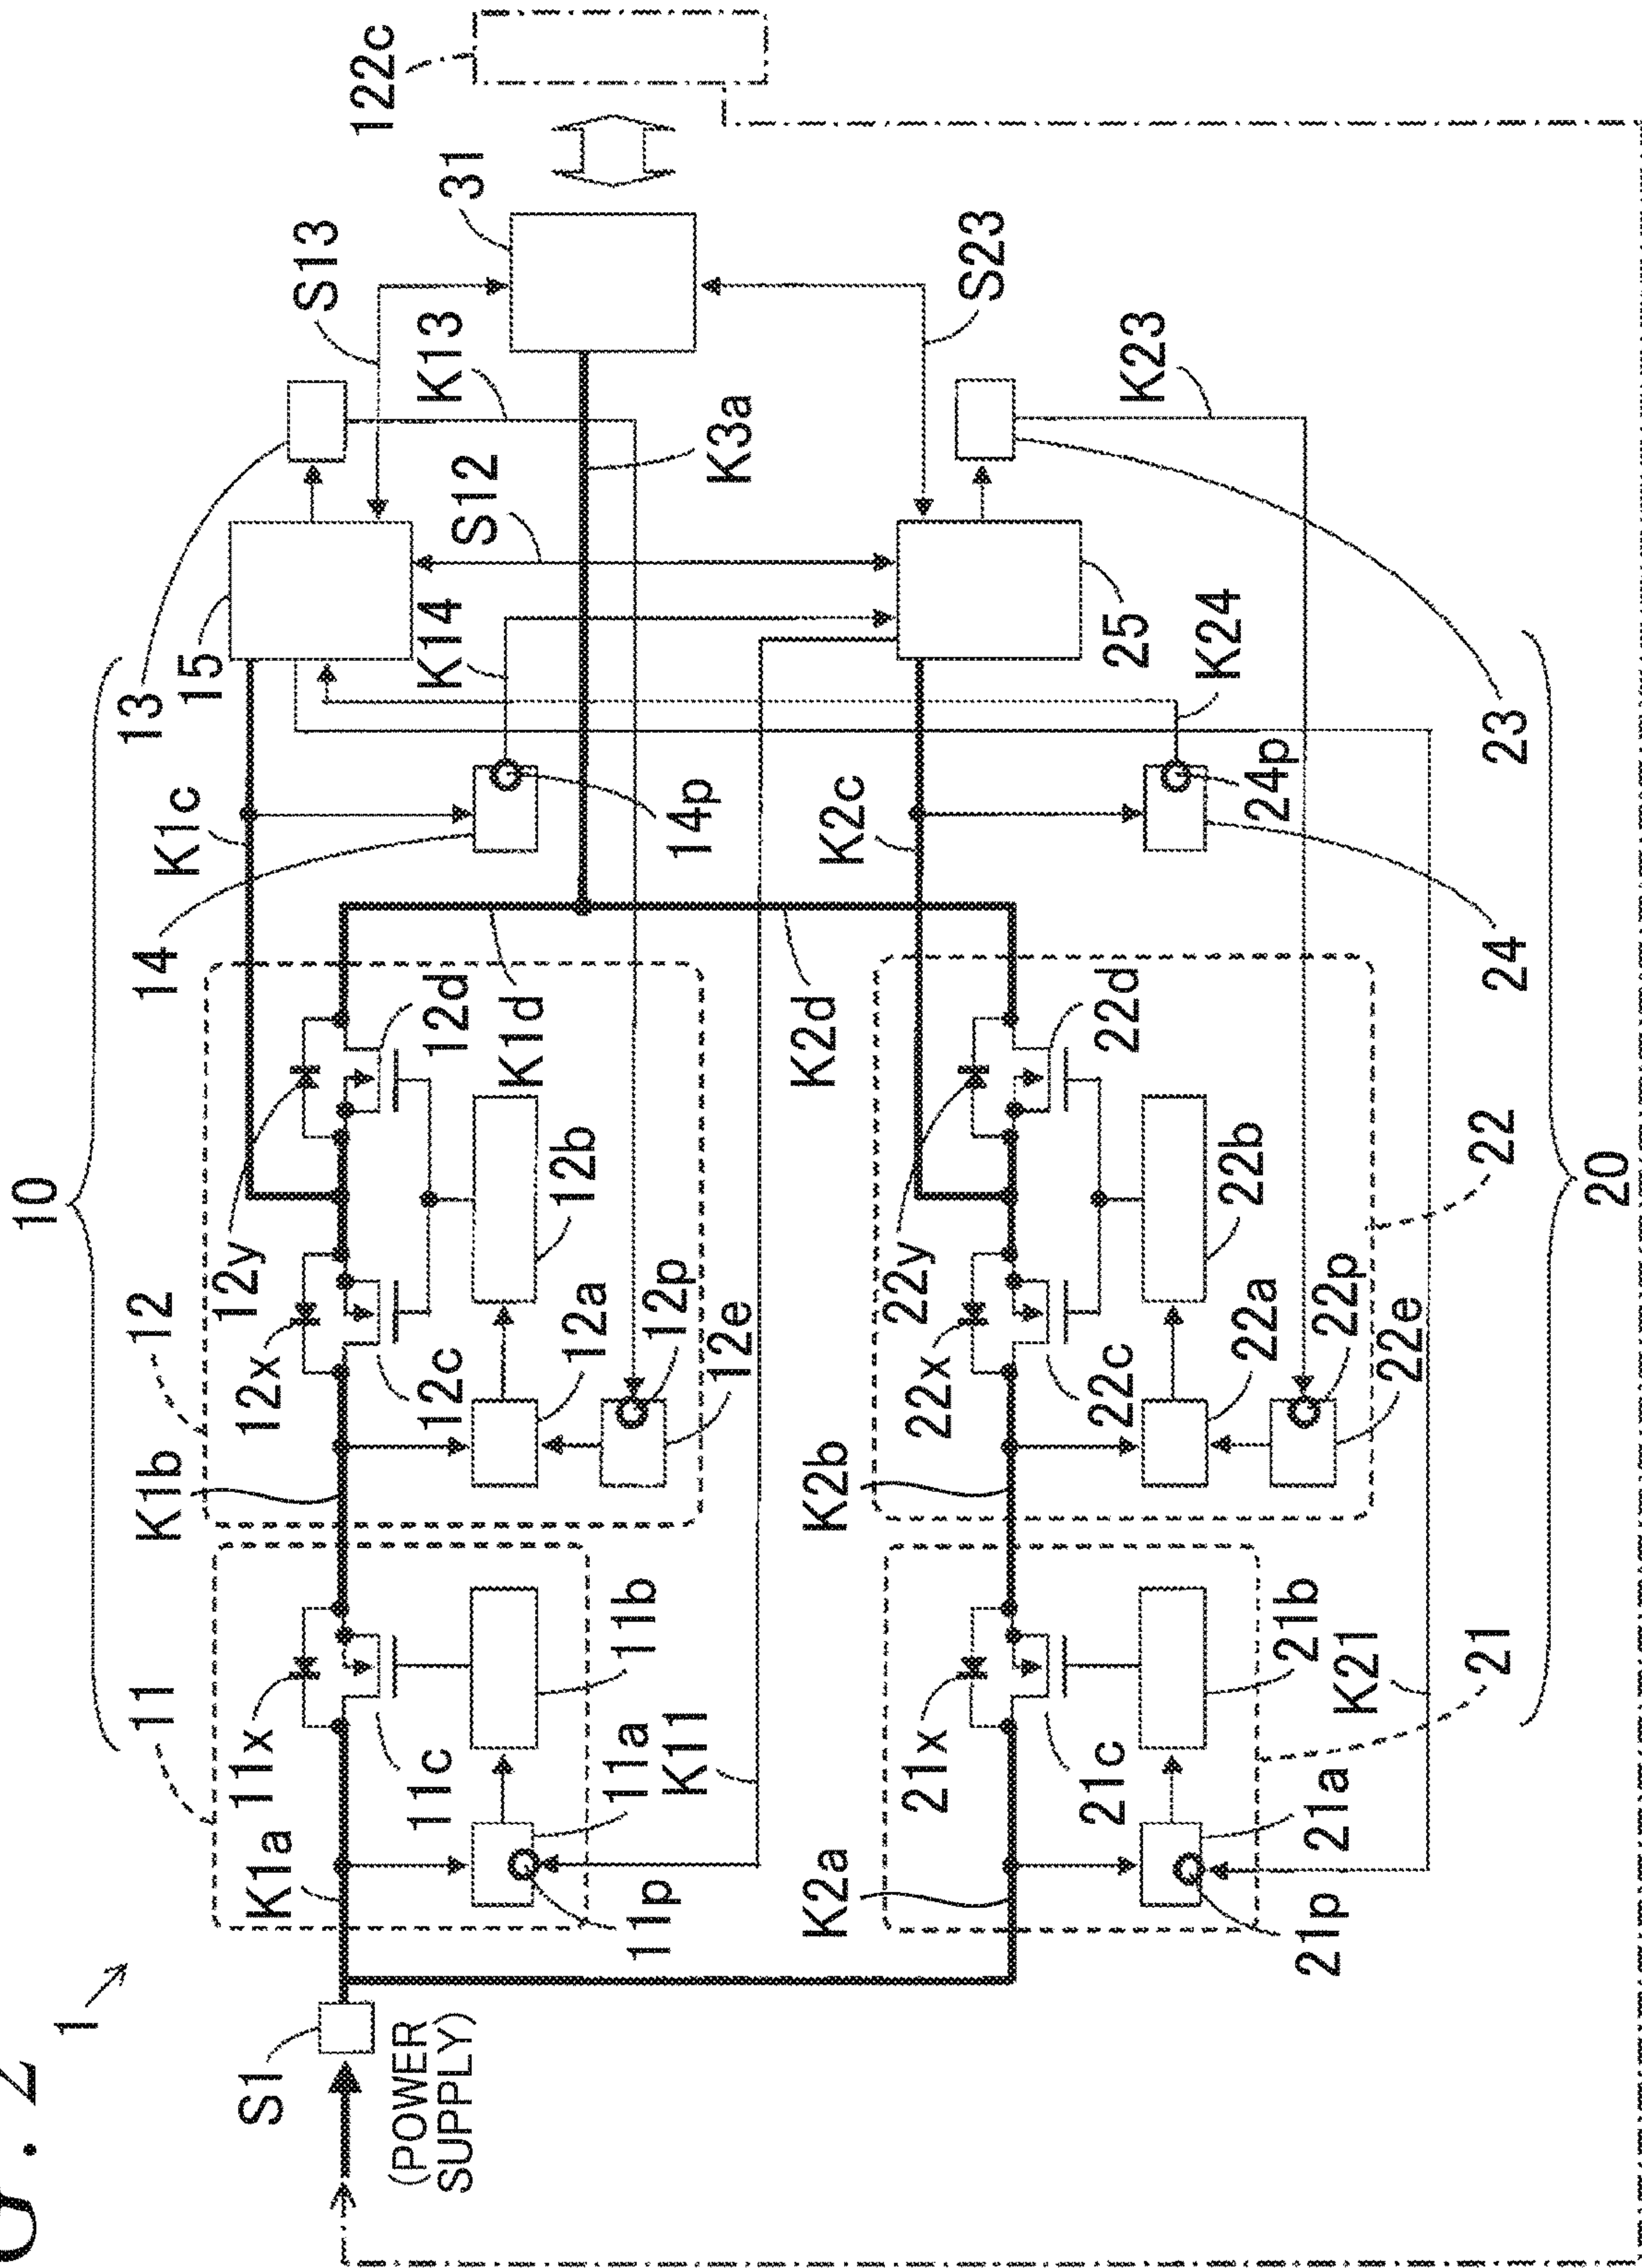 G. 2
1
10
11
12
14
13
K1b
K1c
15
S1
K1a
11x
12x
12y
S13
122c
(POWER
SUPPLY)
11c
12c
12d
K14
K13
31
S12
11a
11b
12a
12b
K1d
11p
K11
12e
12p
14p
K3a
K2a
K2b
K2d
K2c
21x
22x
22y
S23
21c
22c
22d
25
K23
21p
21a
21b
22a
22b
24p
K24
K21
22e
22p
21
22
24
23
20